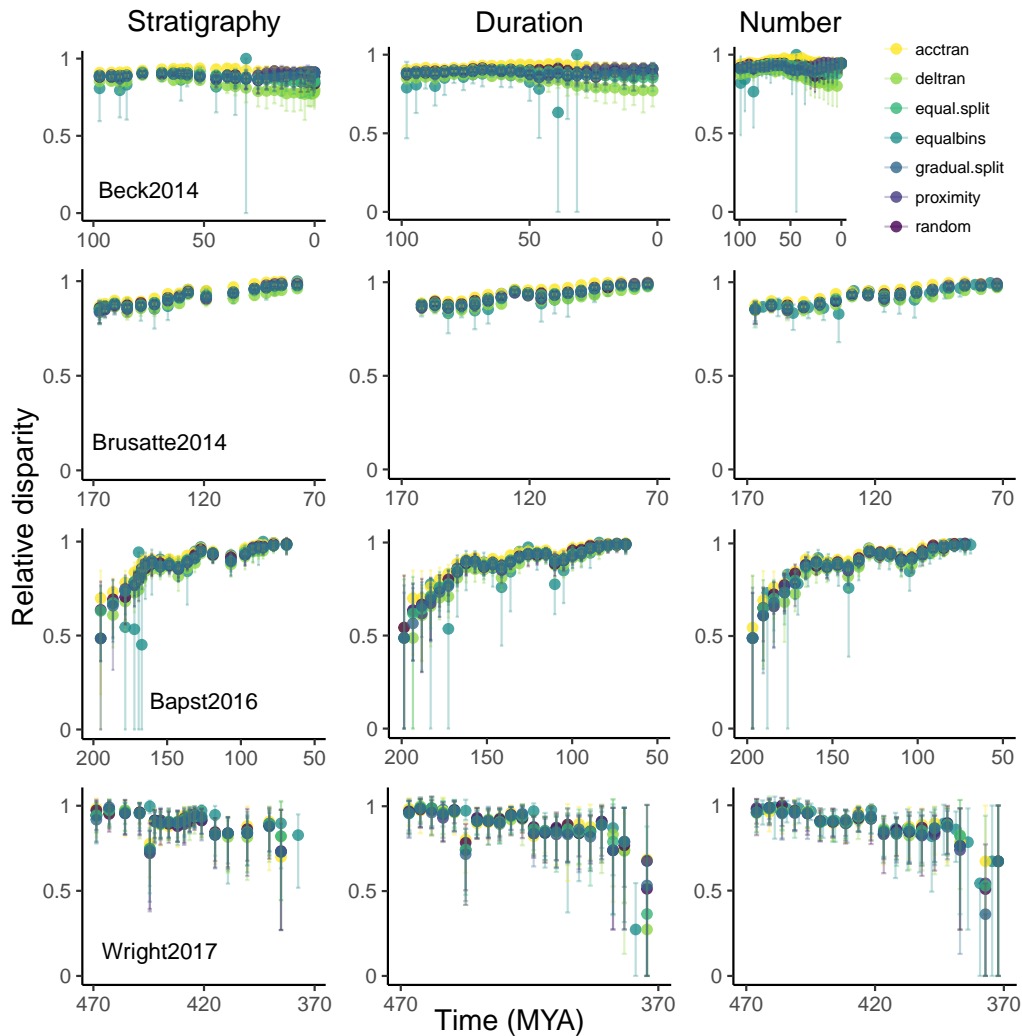 Stratigraphy Duration Number
acctran
deltran
equal.split
equalbins
gradual.split
proximity
random
Relative disparity
1
0.5
0
Beck2014
100 50 0
1
0.5
0
100 50 0
1
0.5
0
100 50 0
1
0.5
0
Brusatte2014
170 120 70
1
0.5
0
170 120 70
1
0.5
0
170 120 70
1
0.5
0
Bapst2016
200 150 100 50
1
0.5
0
200 150 100 50
1
0.5
0
200 150 100 50
1
0.5
0
Wright2017
470 420 370
1
0.5
0
470 420 370
1
0.5
0
470 420 370
Time (MYA)